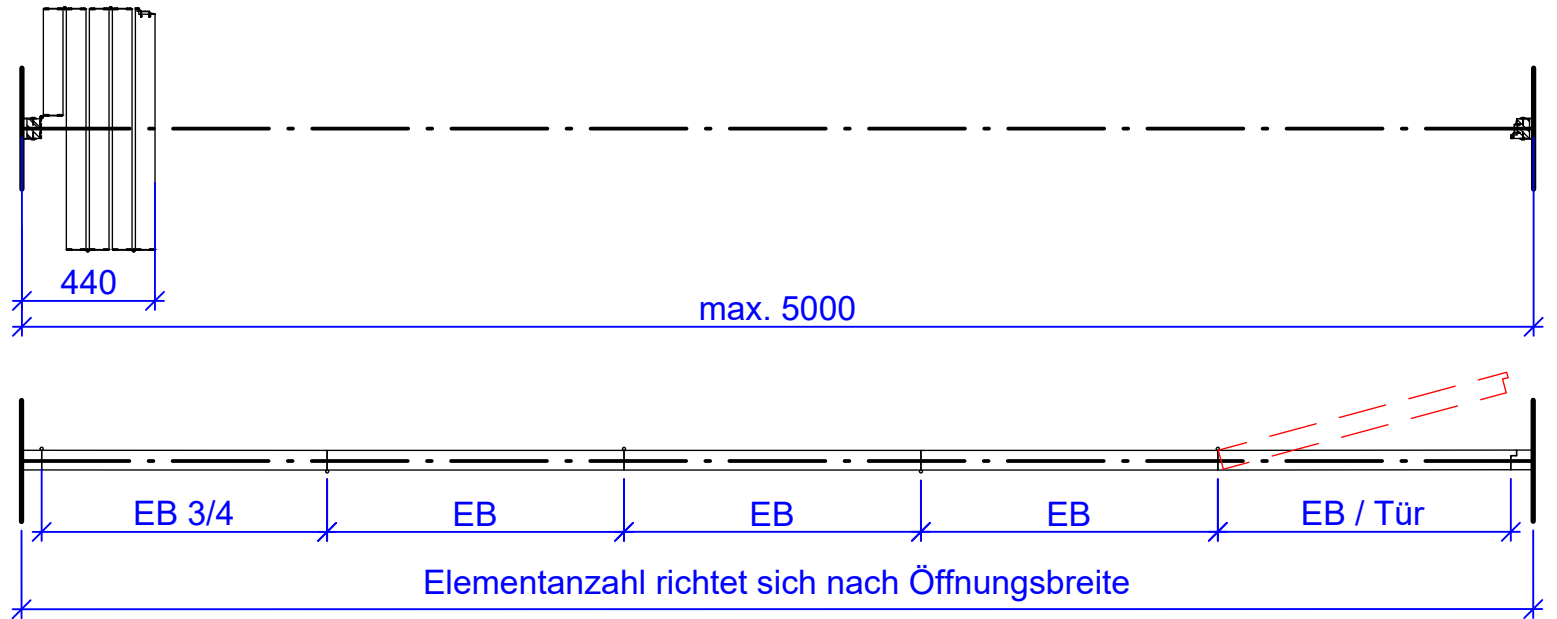 440
max. 5000
EB 3/4 EB EB EB EB / Tür
Elementanzahl richtet sich nach Öffnungsbreite